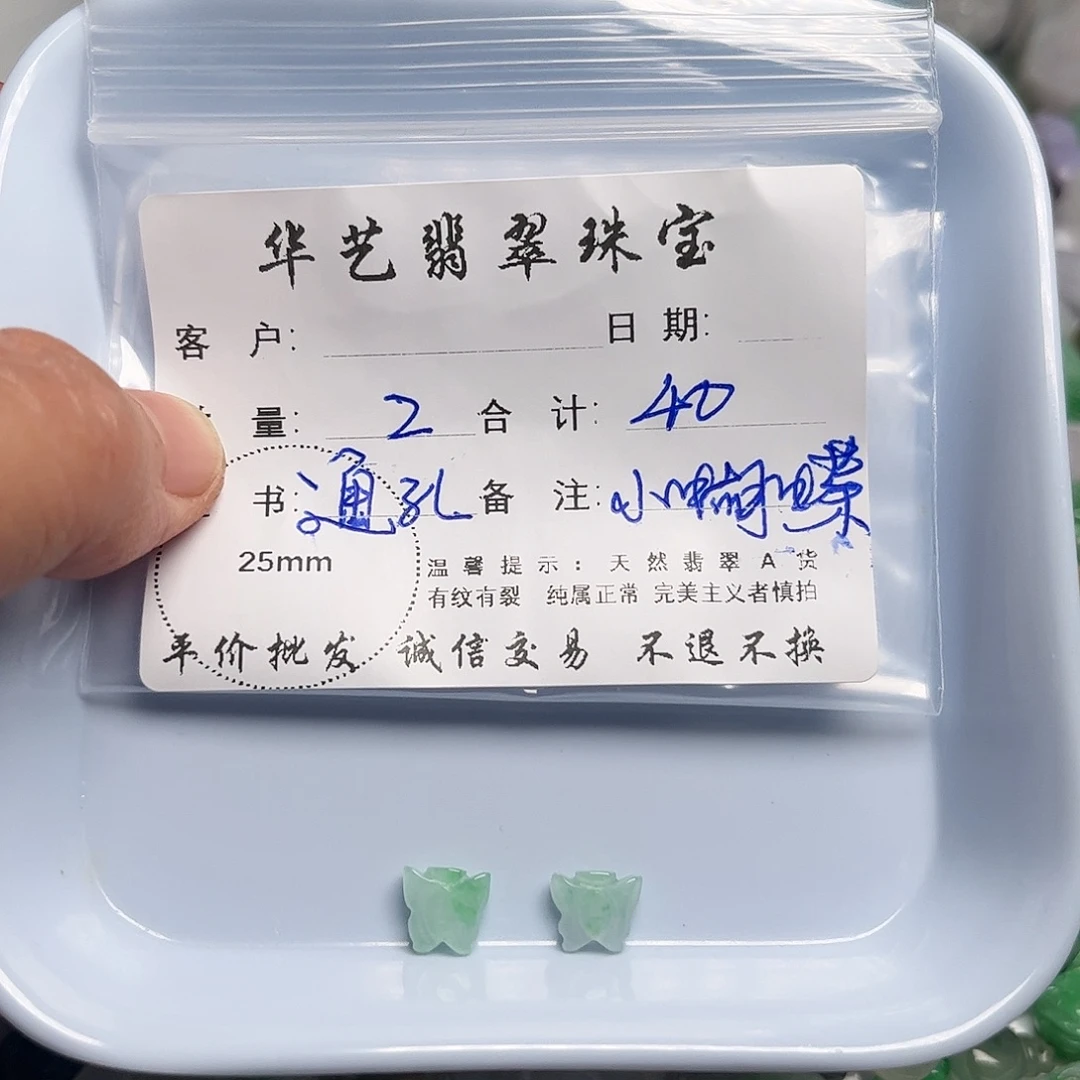 华艺翡翠珠宝
客 户: 日 期:
量: 2 合 计: 40
书: 通孔 备 注: 小蝴蝶
25mm
温馨提示: 天然翡翠A货
有纹有裂 纯属正常 完美主义者慎拍
平价批发 诚信交易 不退不换